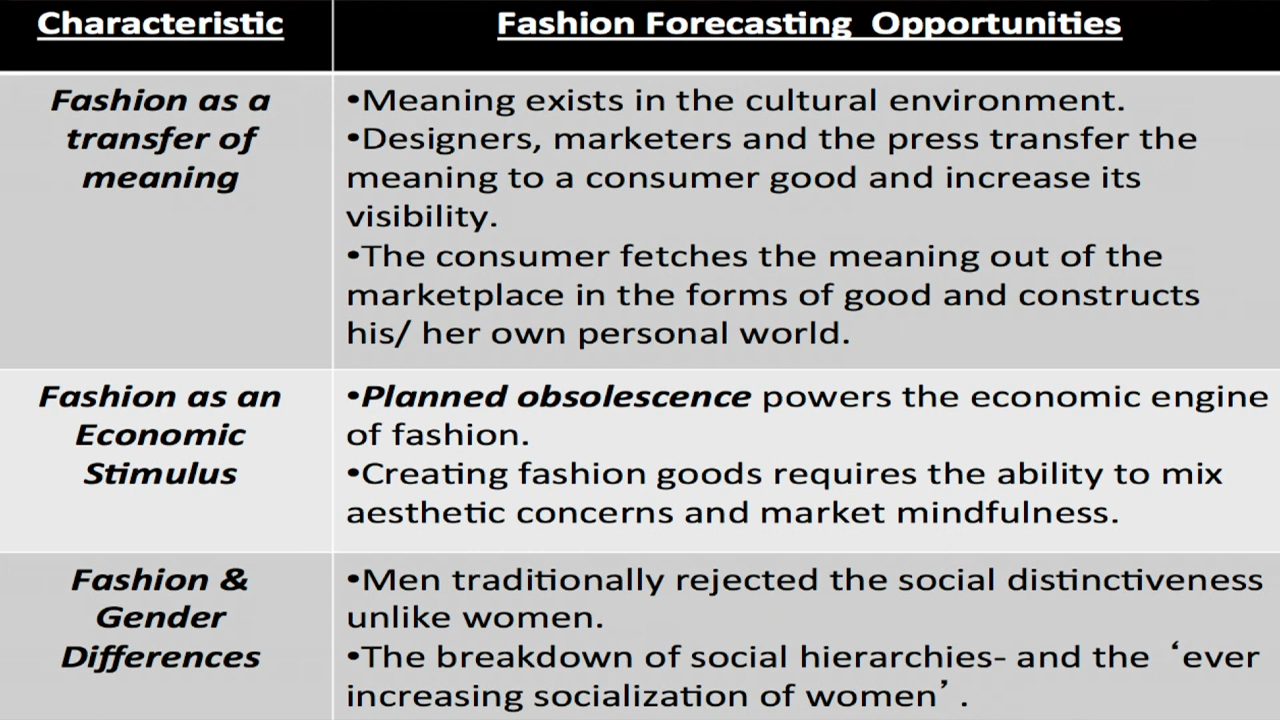 Characteristic
Fashion Forecasting Opportunities
Fashion as a
transfer of
meaning
•Meaning exists in the cultural environment.
•Designers, marketers and the press transfer the
meaning to a consumer good and increase its
visibility.
•The consumer fetches the meaning out of the
marketplace in the forms of good and constructs
his/ her own personal world.
Fashion as an
Economic
Stimulus
•Planned obsolescence powers the economic engine
of fashion.
•Creating fashion goods requires the ability to mix
aesthetic concerns and market mindfulness.
Fashion &
Gender
Differences
•Men traditionally rejected the social distinctiveness
unlike women.
•The breakdown of social hierarchies- and the ‘ever
increasing socialization of women’.